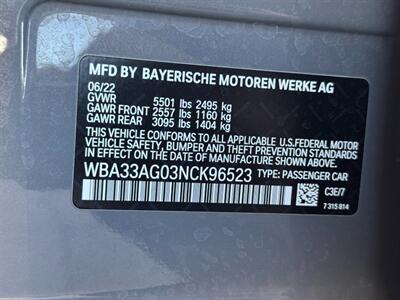 MFD BY BAYERISCHE MOTOREN WERKE AG
06/22
GVWR 5501 lbs 2495 kg
GAWR FRONT 2557 lbs 1160 kg
GAWR REAR 3095 lbs 1404 kg
THIS VEHICLE CONFORMS TO ALL APPLICABLE U.S.FEDERAL MOTOR
VEHICLE SAFETY, BUMPER AND THEFT PREVENTION STANDARDS
IN EFFECT ON THE DATE OF MANUFACTURE SHOWN ABOVE.
WBA33AG03NCK96523 TYPE: PASSENGER CAR
C3E/7
7 315 814